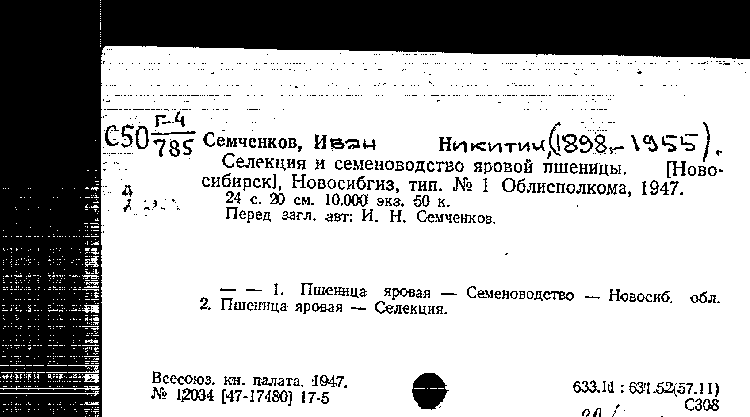 С50 Г-4/785 Семченков, Иван Никитич, (1898-1955).
Селекция и семеноводство яровой пшеницы. [Ново-
сибирск], Новосибгиз, тип. № 1 Облисполкома, 1947.
24 с. 20 см. 10.000 экз. 50 к.
Перед загл. авт: И. Н. Семченков.
— — 1. Пшеница яровая — Семеноводство — Новосиб. обл.
2. Пшеница яровая — Селекция.
Всесоюз. кн. палата. 1947.
№ 12034 [47-17480] 17-5
633.11 : 631.52(57.11)
С308